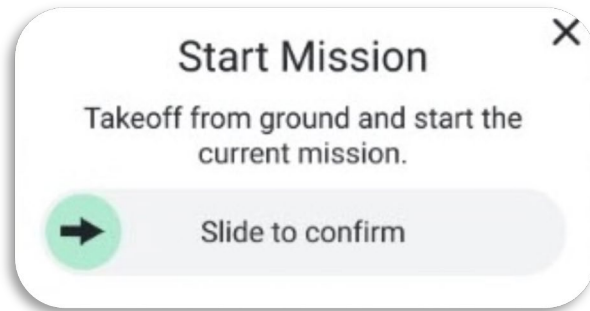 Start Mission
Takeoff from ground and start the
current mission.
Slide to confirm